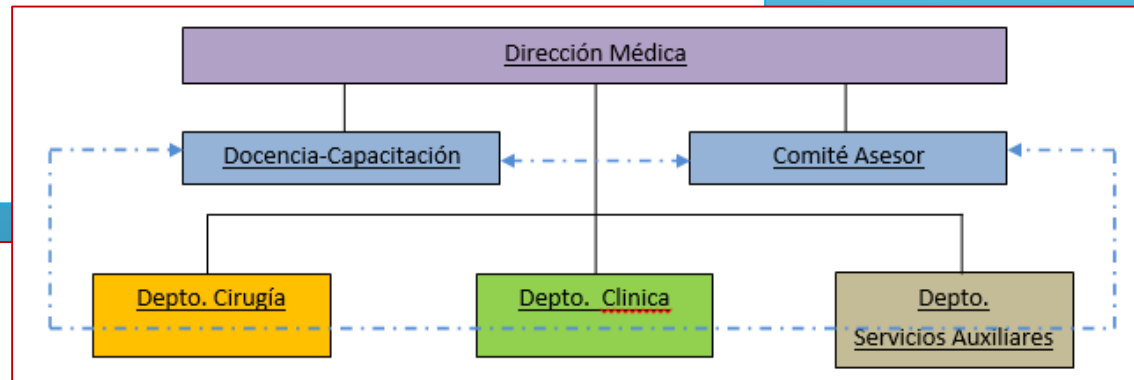 Dirección Médica
Docencia-Capacitación
Comité Asesor
Depto. Cirugía
Depto. Clinica
Depto.
Servicios Auxiliares